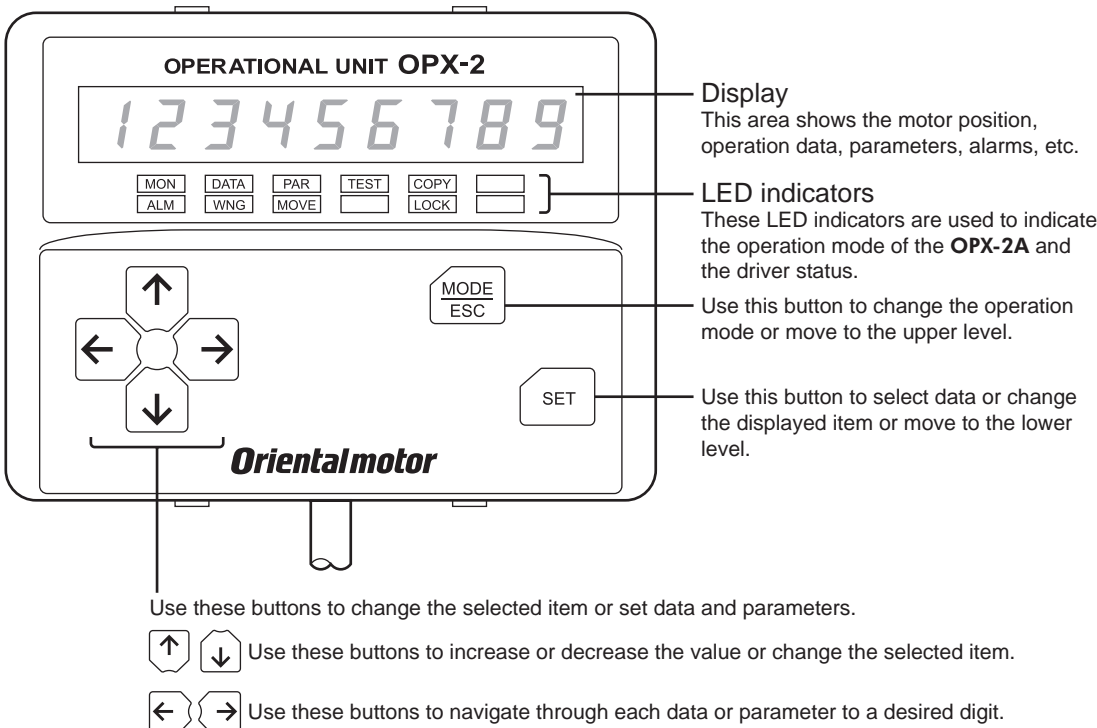 OPERATIONAL UNIT OPX-2
123456789
MON DATA PAR TEST COPY
ALM WNG MOVE LOCK
MODE
ESC
SET
Orientalmotor
Display
This area shows the motor position,
operation data, parameters, alarms, etc.
LED indicators
These LED indicators are used to indicate
the operation mode of the OPX-2A and
the driver status.
Use this button to change the operation
mode or move to the upper level.
Use this button to select data or change
the displayed item or move to the lower
level.
Use these buttons to change the selected item or set data and parameters.
↑ ↓ Use these buttons to increase or decrease the value or change the selected item.
← → Use these buttons to navigate through each data or parameter to a desired digit.